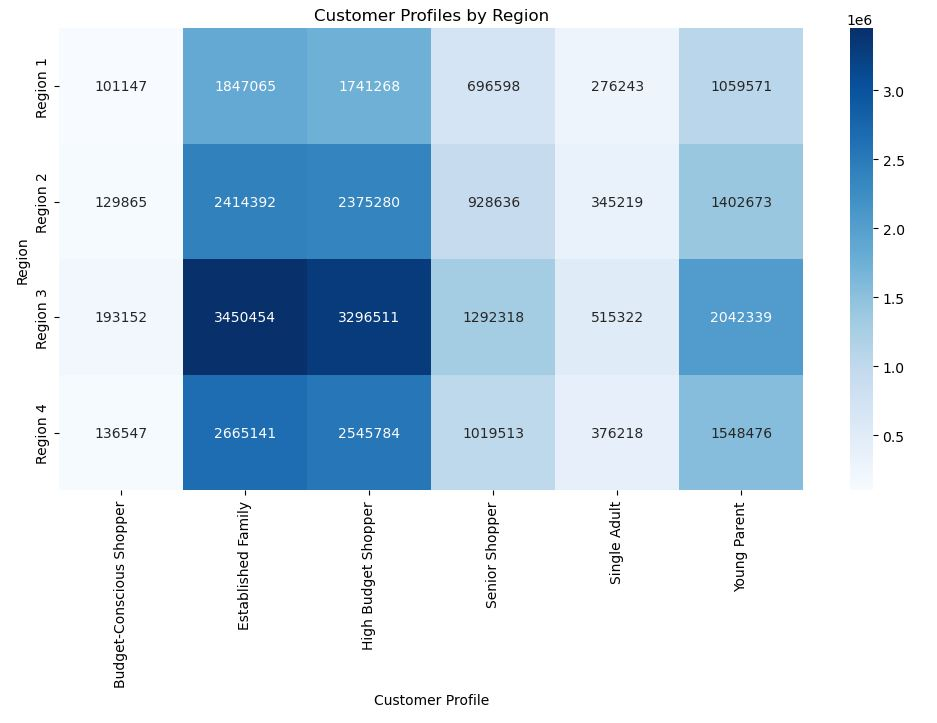 Customer Profiles by Region
1e6
Region 1
101147 1847065 1741268 696598 276243 1059571
3.0
Region 2
129865 2414392 2375280 928636 345219 1402673
2.5
2.0
Region
Region 3
193152 3450454 3296511 1292318 515322 2042339
1.5
1.0
Region 4
136547 2665141 2545784 1019513 376218 1548476
0.5
Budget-Conscious Shopper
Established Family
High Budget Shopper
Senior Shopper
Single Adult
Young Parent
Customer Profile